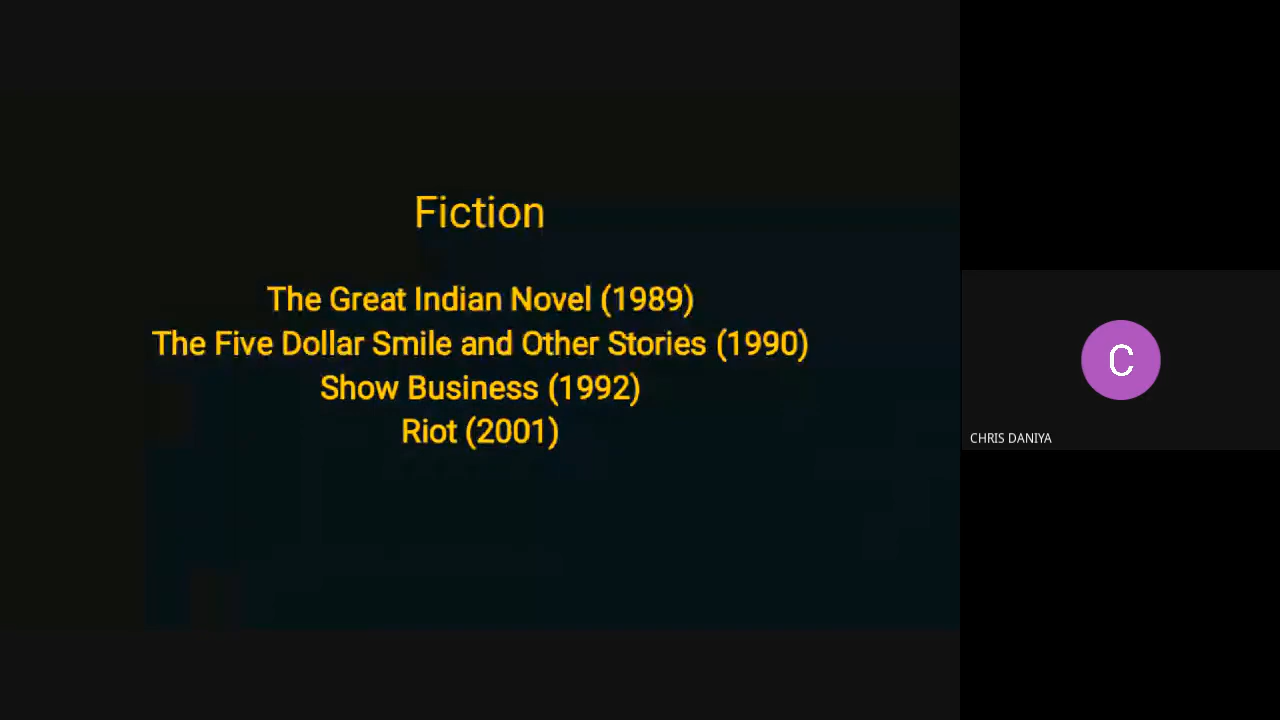 Fiction
The Great Indian Novel (1989)
The Five Dollar Smile and Other Stories (1990)
Show Business (1992)
Riot (2001)
C
CHRIS DANIYA